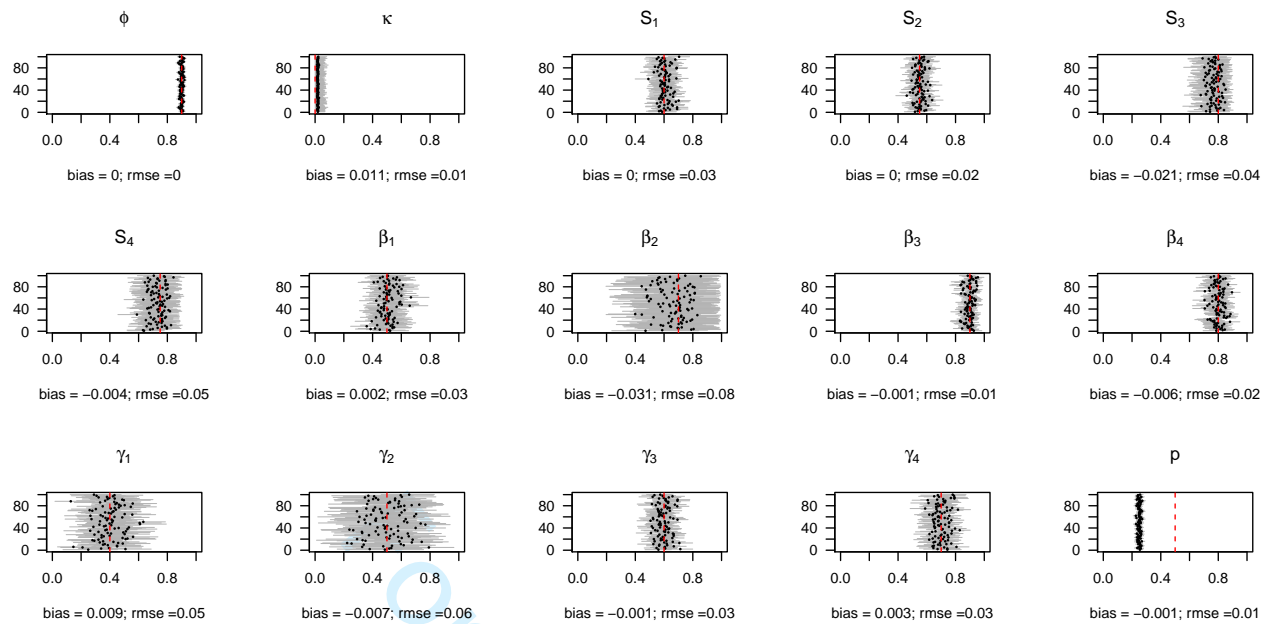 ϕ κ S₁ S₂ S₃
80 80 80 80 80
40 40 40 40 40
0 0 0 0 0
0.0 0.4 0.8 0.0 0.4 0.8 0.0 0.4 0.8 0.0 0.4 0.8 0.0 0.4 0.8
bias = 0; rmse =0 bias = 0.011; rmse =0.01 bias = 0; rmse =0.03 bias = 0; rmse =0.02 bias = −0.021; rmse =0.04
S₄ β₁ β₂ β₃ β₄
80 80 80 80 80
40 40 40 40 40
0 0 0 0 0
0.0 0.4 0.8 0.0 0.4 0.8 0.0 0.4 0.8 0.0 0.4 0.8 0.0 0.4 0.8
bias = −0.004; rmse =0.05 bias = 0.002; rmse =0.03 bias = −0.031; rmse =0.08 bias = −0.001; rmse =0.01 bias = −0.006; rmse =0.02
γ₁ γ₂ γ₃ γ₄ p
80 80 80 80 80
40 40 40 40 40
0 0 0 0 0
0.0 0.4 0.8 0.0 0.4 0.8 0.0 0.4 0.8 0.0 0.4 0.8 0.0 0.4 0.8
bias = 0.009; rmse =0.05 bias = −0.007; rmse =0.06 bias = −0.001; rmse =0.03 bias = 0.003; rmse =0.03 bias = −0.001; rmse =0.01